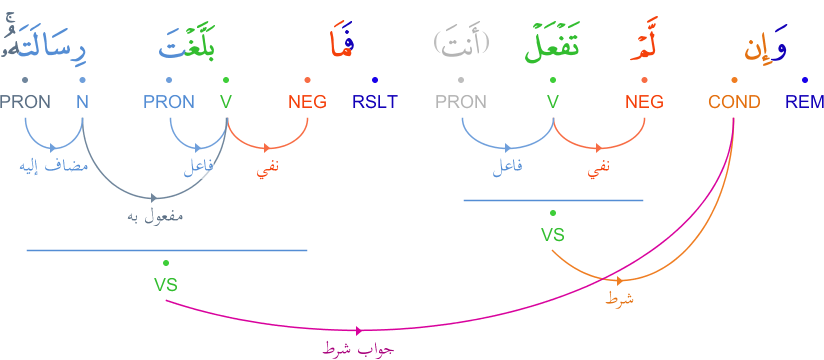 وَإِن لَّمْ تَفْعَلْ (أَنتَ) فَمَا بَلَّغْتَ رِسَالَتَهُۥ ۚ
REM COND NEG V PRON RSLT NEG V PRON N PRON
نفي فاعل نفي فاعل مضاف إليه
مفعول به
VS
VS
شرط
جواب شرط